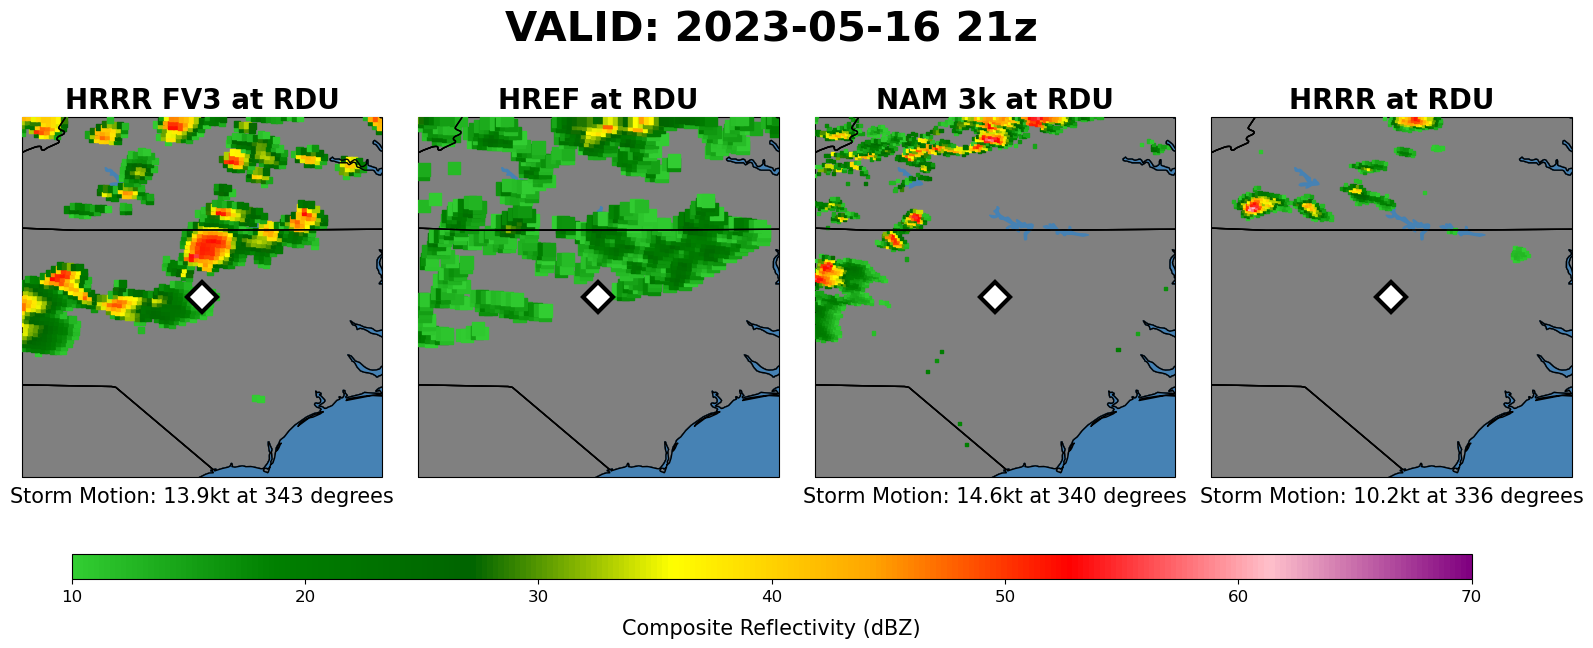 VALID: 2023-05-16 21z
HRRR FV3 at RDU
HREF at RDU
NAM 3k at RDU
HRRR at RDU
Storm Motion: 13.9kt at 343 degrees
Storm Motion: 14.6kt at 340 degrees
Storm Motion: 10.2kt at 336 degrees
10 20 30 40 50 60 70
Composite Reflectivity (dBZ)